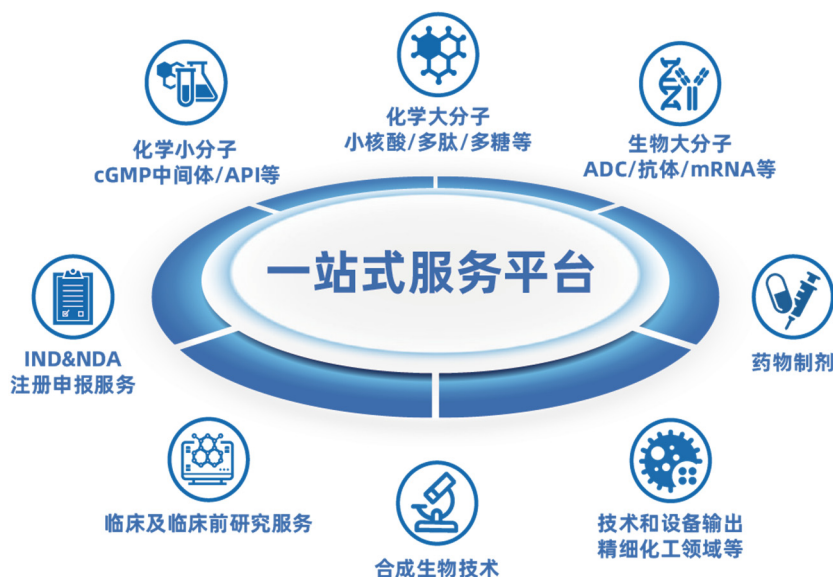 化学大分子
小核酸/多肽/多糖等
化学小分子
cGMP中间体/API等
生物大分子
ADC/抗体/mRNA等
一站式服务平台
IND&NDA
注册申报服务
药物制剂
临床及临床前研究服务
技术和设备输出
精细化工领域等
合成生物技术